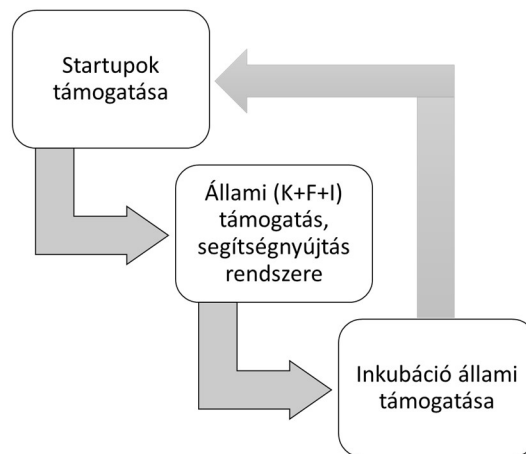 Startupok
támogatása
Állami (K+F+I)
támogatás,
segítségnyújtás
rendszere
Inkubáció állami
támogatása